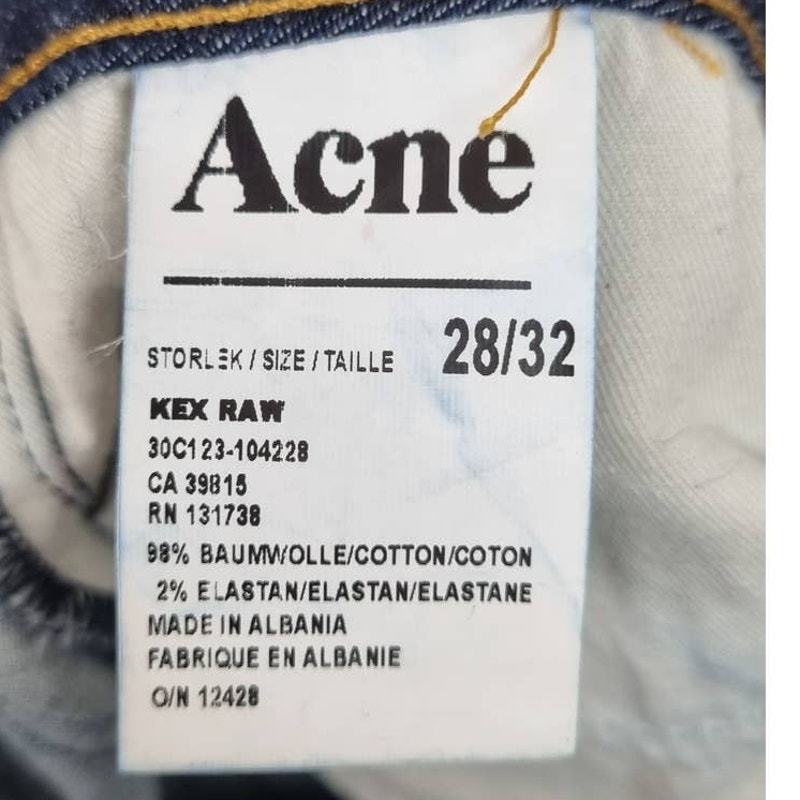 Acne
STORLEK / SIZE / TAILLE 28/32
KEX RAW
30C123-104228
CA 39815
RN 131738
98% BAUMWOLLE/COTTON/COTON
2% ELASTAN/ELASTAN/ELASTANE
MADE IN ALBANIA
FABRIQUE EN ALBANIE
O/N 12428